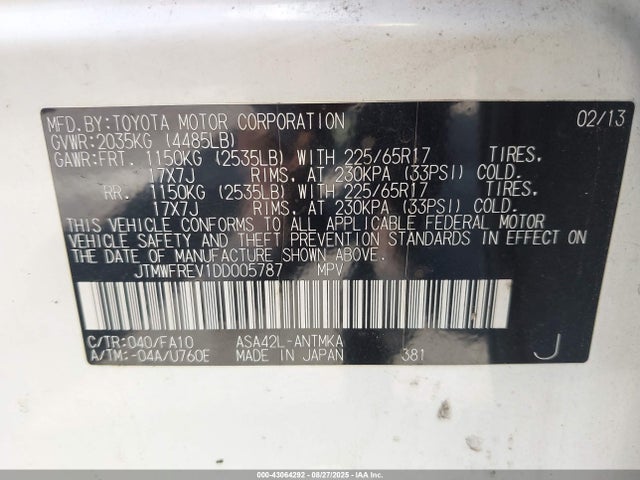 MFD.BY:TOYOTA MOTOR CORPORATION 02/13
GVWR:2035KG (4485LB)
GAWR:FRT. 1150KG (2535LB) WITH 225/65R17 TIRES,
17X7J RIMS, AT 230KPA (33PSI) COLD.
RR. 1150KG (2535LB) WITH 225/65R17 TIRES,
17X7J RIMS, AT 230KPA (33PSI) COLD.
THIS VEHICLE CONFORMS TO ALL APPLICABLE FEDERAL MOTOR
VEHICLE SAFETY AND THEFT PREVENTION STANDARDS IN EFFECT ON
THE DATE OF MANUFACTURE SHOWN ABOVE.
JTMWFREV1DD005787 MPV
C/TR:040/FA10 ASA42L-ANTMKA
A/TM:-04A/U760E MADE IN JAPAN 381 J
000-43064292 - 08/27/2025 - IAAI.COM